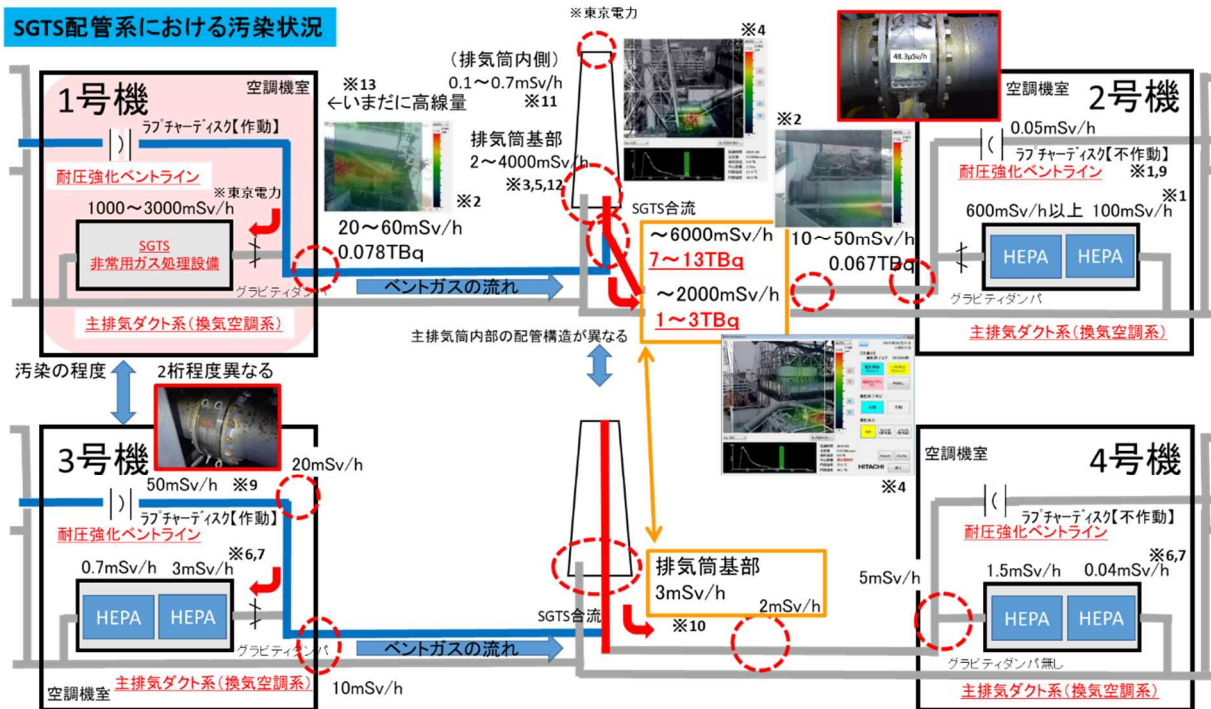 SGTS配管系における汚染状況
1号機
空調機室
ラプチャーディスク【作動】
耐圧強化ベントライン
※東京電力
1000～3000mSv/h
SGTS
非常用ガス処理設備
グラビティダンパ
主排気ダクト系(換気空調系)
※13
←いまだに高線量
※2
20～60mSv/h
0.078TBq
ベントガスの流れ
※東京電力
(排気筒内側)
0.1～0.7mSv/h
※11
排気筒基部
2～4000mSv/h
※3,5,12
SGTS合流
※4
～6000mSv/h
7～13TBq
～2000mSv/h
1～3TBq
※2
10～50mSv/h
0.067TBq
48.3μSv/h
空調機室
2号機
0.05mSv/h
ラプチャーディスク【不作動】
耐圧強化ベントライン
※1,9
600mSv/h以上
100mSv/h
※1
HEPA
HEPA
グラビティダンパ
主排気ダクト系(換気空調系)
主排気筒内部の配管構造が異なる
汚染の程度
2桁程度異なる
3号機
20mSv/h
50mSv/h
※9
ラプチャーディスク【作動】
耐圧強化ベントライン
0.7mSv/h
3mSv/h
※6,7
HEPA
HEPA
グラビティダンパ
主排気ダクト系(換気空調系)
空調機室
10mSv/h
ベントガスの流れ
SGTS合流
排気筒基部
3mSv/h
2mSv/h
※10
HITACHI
※4
空調機室
4号機
ラプチャーディスク【不作動】
耐圧強化ベントライン
※6,7
5mSv/h
1.5mSv/h
0.04mSv/h
HEPA
HEPA
グラビティダンパ無し
主排気ダクト系(換気空調系)